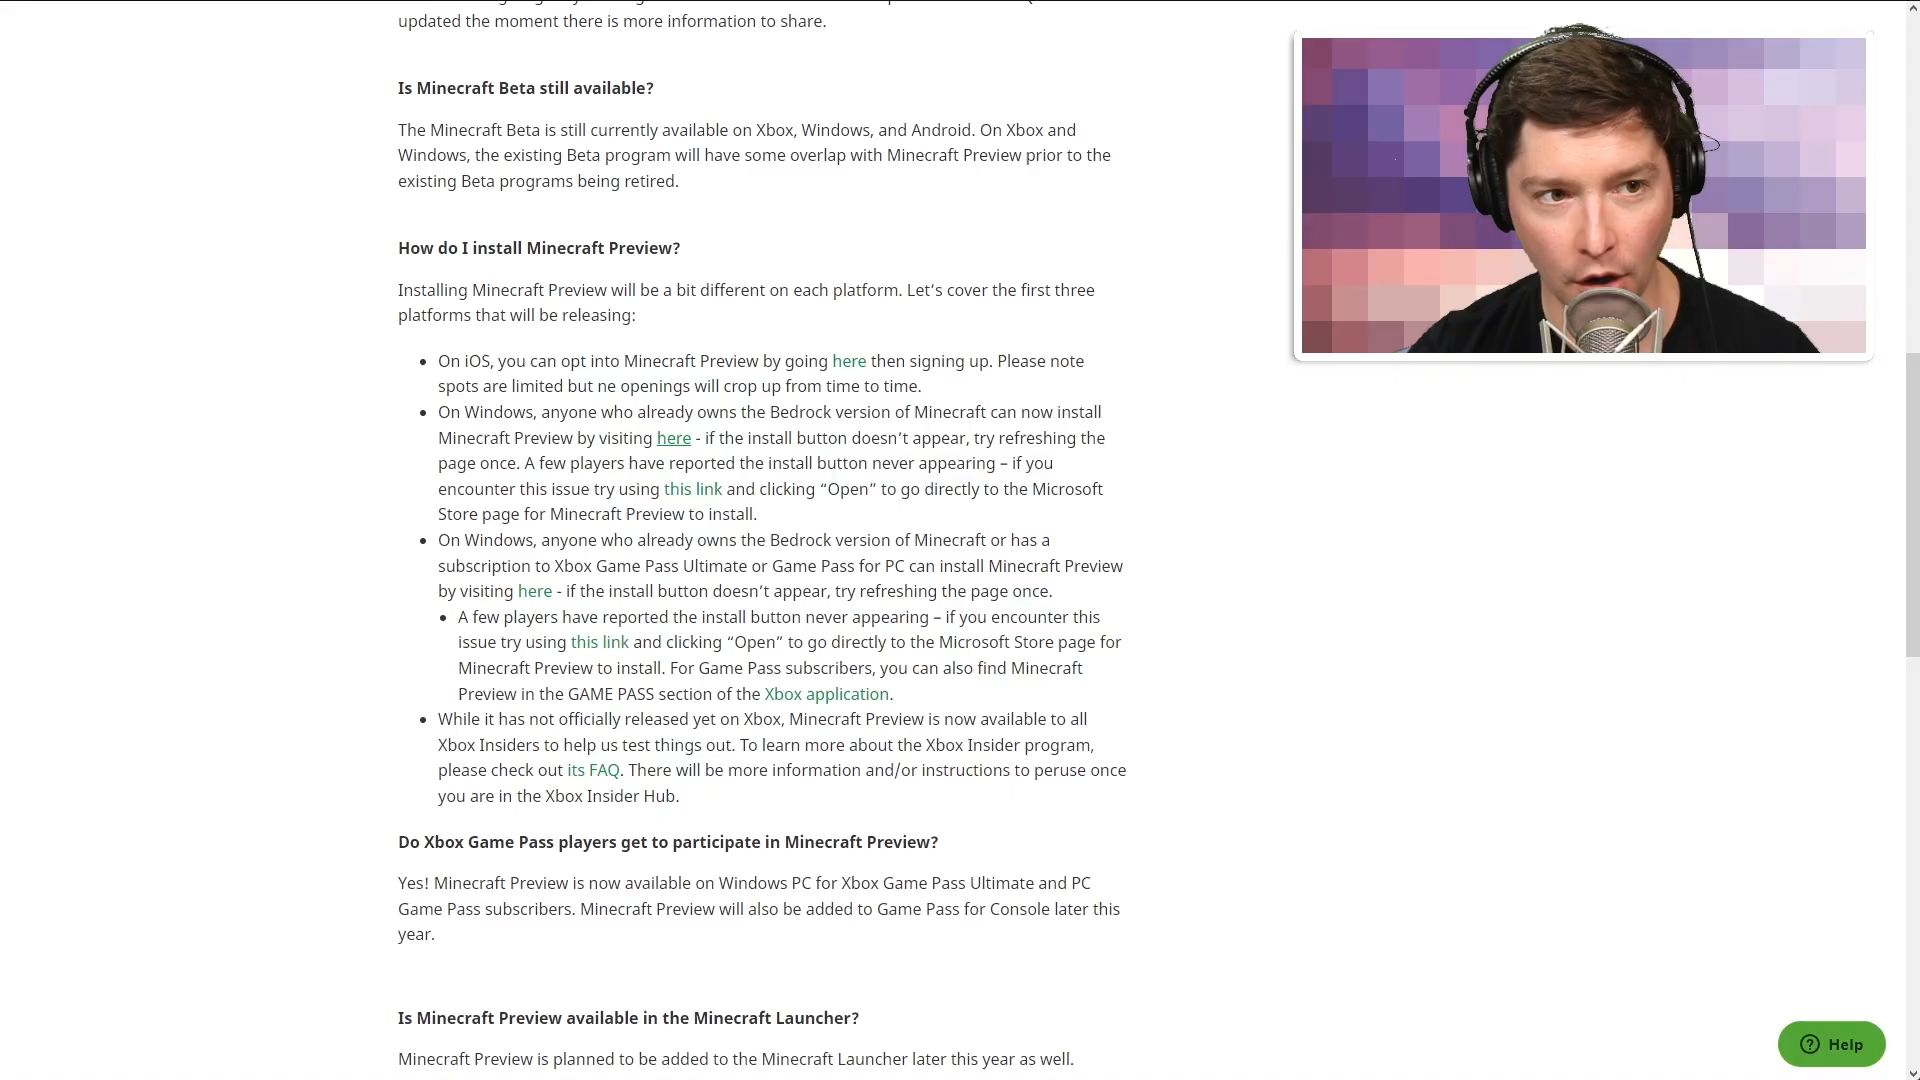 updated the moment there is more information to share.
Is Minecraft Beta still available?
The Minecraft Beta is still currently available on Xbox, Windows, and Android. On Xbox and
Windows, the existing Beta program will have some overlap with Minecraft Preview prior to the
existing Beta programs being retired.
How do I install Minecraft Preview?
Installing Minecraft Preview will be a bit different on each platform. Let’s cover the first three
platforms that will be releasing:
• On iOS, you can opt into Minecraft Preview by going here then signing up. Please note
spots are limited but ne openings will crop up from time to time.
• On Windows, anyone who already owns the Bedrock version of Minecraft can now install
Minecraft Preview by visiting here - if the install button doesn’t appear, try refreshing the
page once. A few players have reported the install button never appearing – if you
encounter this issue try using this link and clicking “Open” to go directly to the Microsoft
Store page for Minecraft Preview to install.
• On Windows, anyone who already owns the Bedrock version of Minecraft or has a
subscription to Xbox Game Pass Ultimate or Game Pass for PC can install Minecraft Preview
by visiting here - if the install button doesn’t appear, try refreshing the page once.
• A few players have reported the install button never appearing – if you encounter this
issue try using this link and clicking “Open” to go directly to the Microsoft Store page for
Minecraft Preview to install. For Game Pass subscribers, you can also find Minecraft
Preview in the GAME PASS section of the Xbox application.
• While it has not officially released yet on Xbox, Minecraft Preview is now available to all
Xbox Insiders to help us test things out. To learn more about the Xbox Insider program,
please check out its FAQ. There will be more information and/or instructions to peruse once
you are in the Xbox Insider Hub.
Do Xbox Game Pass players get to participate in Minecraft Preview?
Yes! Minecraft Preview is now available on Windows PC for Xbox Game Pass Ultimate and PC
Game Pass subscribers. Minecraft Preview will also be added to Game Pass for Console later this
year.
Is Minecraft Preview available in the Minecraft Launcher?
Minecraft Preview is planned to be added to the Minecraft Launcher later this year as well.
Help